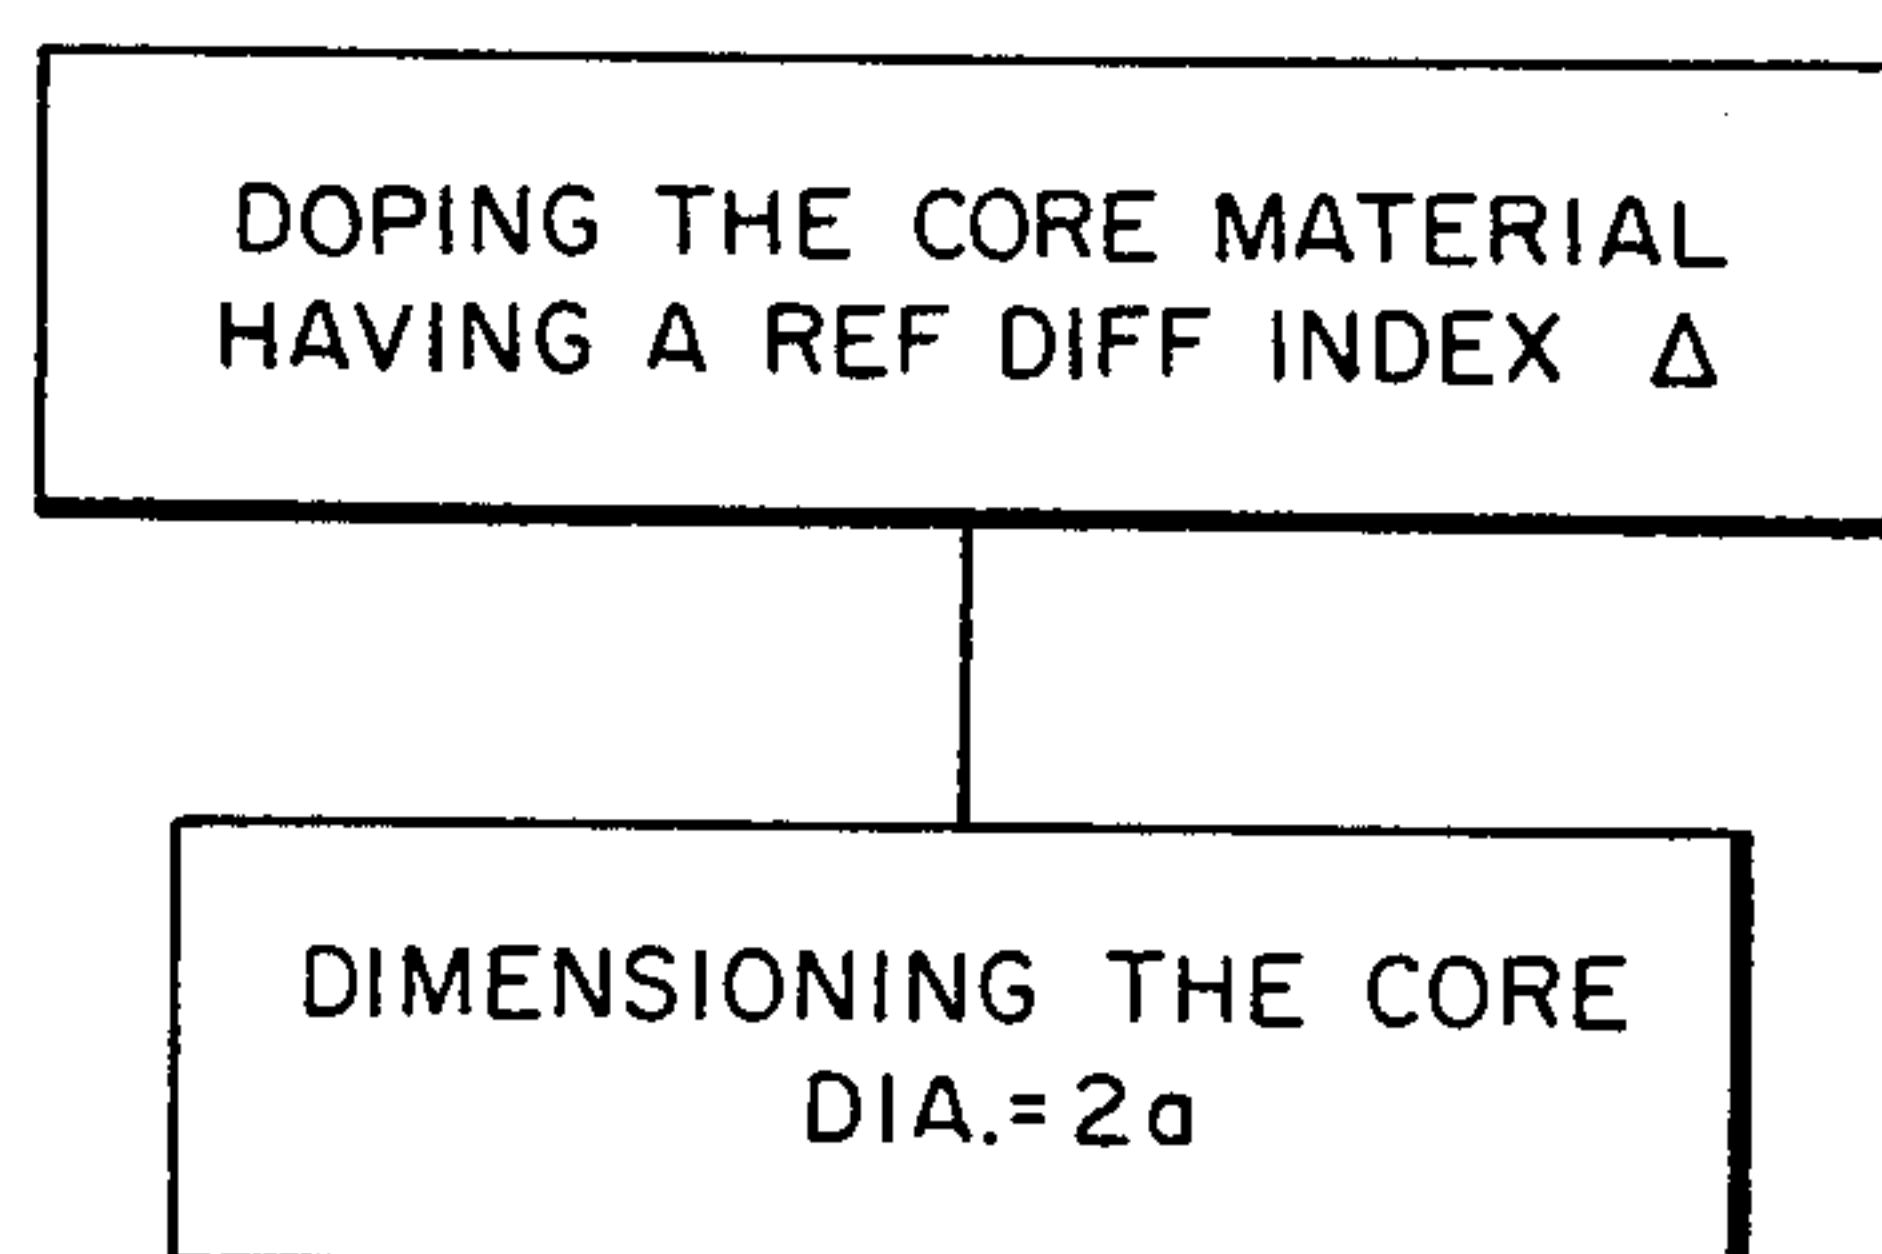 DOPING THE CORE MATERIAL
HAVING A REF DIFF INDEX Δ
DIMENSIONING THE CORE
DIA.=2a